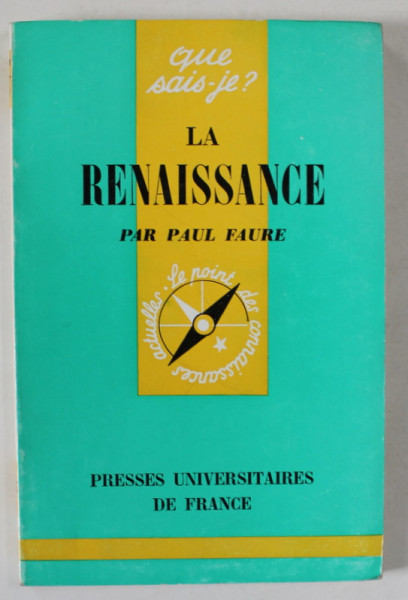 que
sais-je?
LA
RENAISSANCE
PAR PAUL FAURE
Le point des connaissances actuelles.
PRESSES UNIVERSITAIRES
DE FRANCE